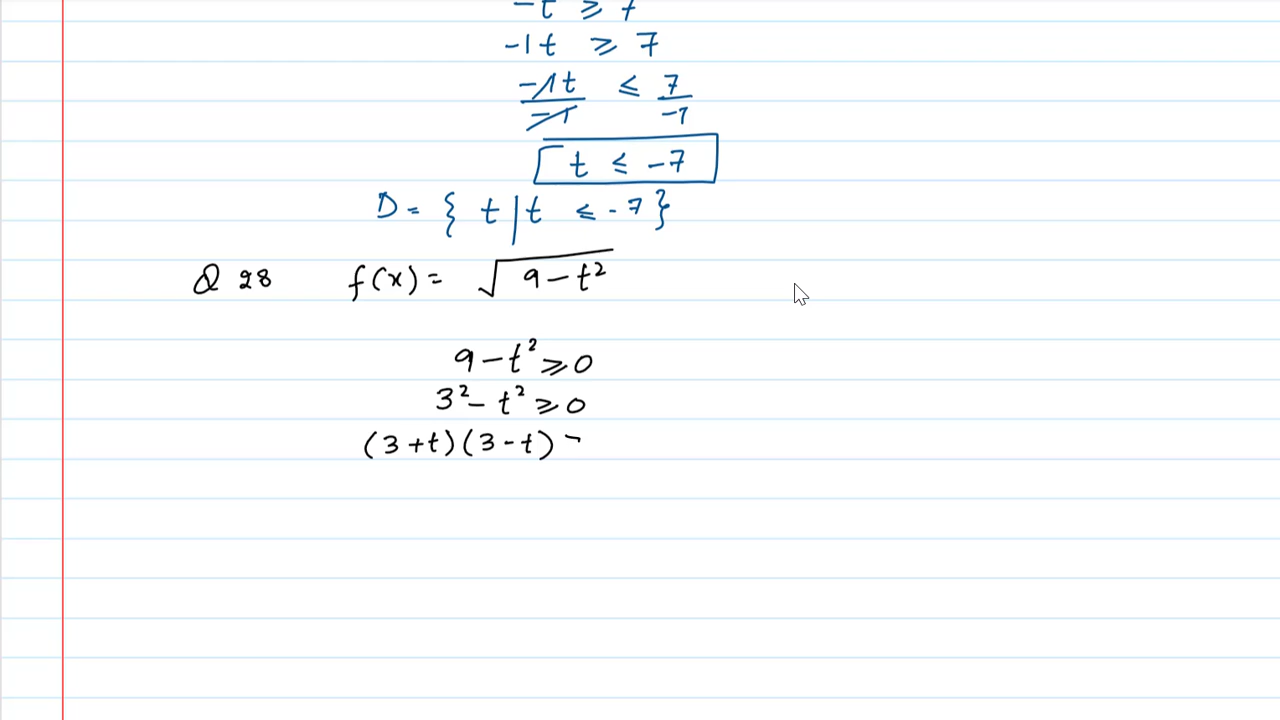 -t ≥ 7
-1t ≥ 7
-1t/-1 ≤ 7/-1
t ≤ -7
D = { t | t ≤ -7 }
Q 28 f(x) = √(9-t²)
9-t² ≥ 0
3²-t² ≥ 0
(3+t)(3-t)